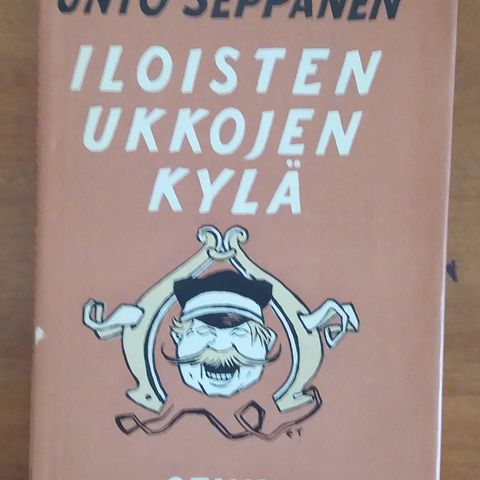 UNTO SEPPÄNEN
ILOISTEN
UKKOJEN
KYLÄ